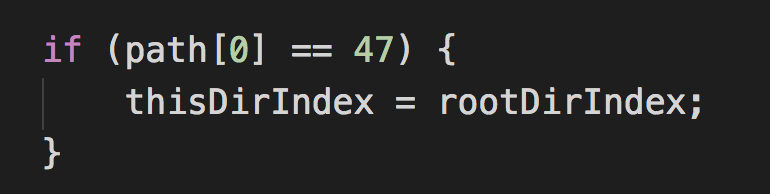 if (path[0] == 47) {
    thisDirIndex = rootDirIndex;
}